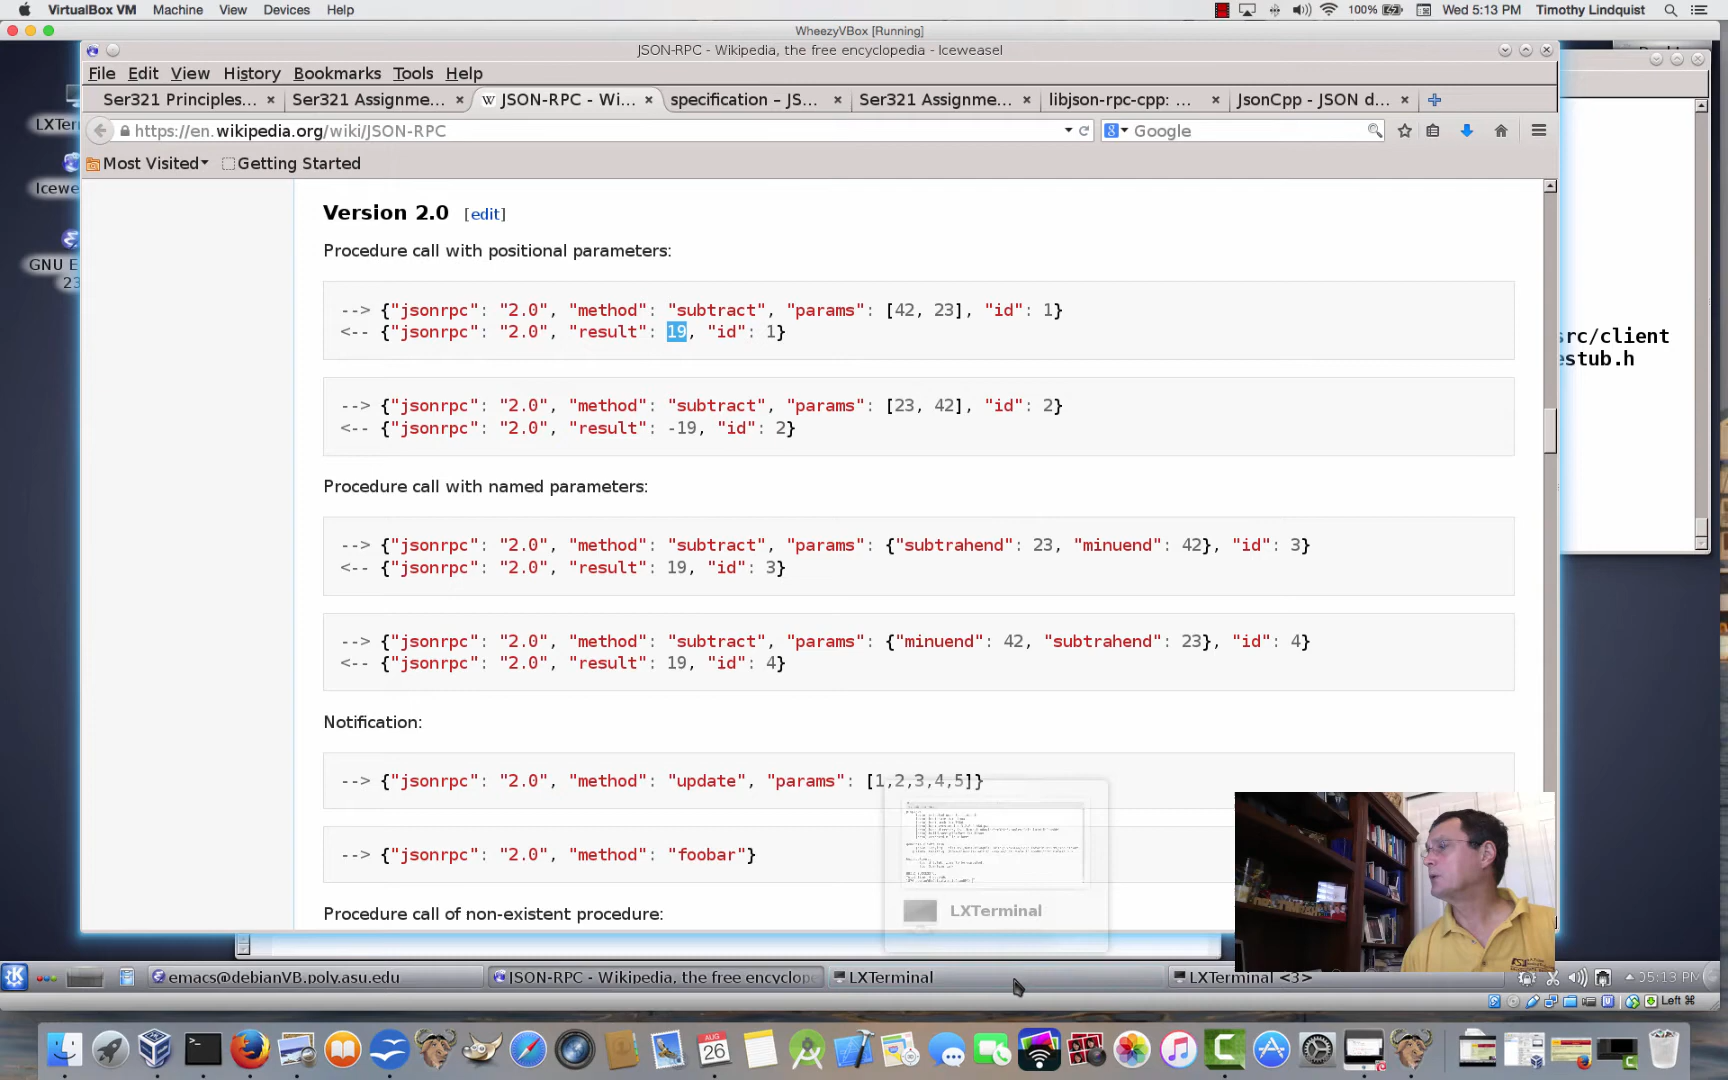 VirtualBox VM Machine View Devices Help 100% Wed 5:13 PM Timothy Lindquist
WheezyVBox [Running]
JSON-RPC - Wikipedia, the free encyclopedia - Iceweasel
File Edit View History Bookmarks Tools Help
Ser321 Principles... Ser321 Assignme... W JSON-RPC - Wi... specification – JS... Ser321 Assignme... libjson-rpc-cpp: ... JsonCpp - JSON d...
https://en.wikipedia.org/wiki/JSON-RPC Google
Most Visited Getting Started
LXTerm
Icewe
GNU E
23
Version 2.0 [edit]
Procedure call with positional parameters:
--> {"jsonrpc": "2.0", "method": "subtract", "params": [42, 23], "id": 1}
<-- {"jsonrpc": "2.0", "result": 19, "id": 1}
--> {"jsonrpc": "2.0", "method": "subtract", "params": [23, 42], "id": 2}
<-- {"jsonrpc": "2.0", "result": -19, "id": 2}
Procedure call with named parameters:
--> {"jsonrpc": "2.0", "method": "subtract", "params": {"subtrahend": 23, "minuend": 42}, "id": 3}
<-- {"jsonrpc": "2.0", "result": 19, "id": 3}
--> {"jsonrpc": "2.0", "method": "subtract", "params": {"minuend": 42, "subtrahend": 23}, "id": 4}
<-- {"jsonrpc": "2.0", "result": 19, "id": 4}
Notification:
--> {"jsonrpc": "2.0", "method": "update", "params": [1,2,3,4,5]}
--> {"jsonrpc": "2.0", "method": "foobar"}
Procedure call of non-existent procedure:
src/client
estub.h
LXTerminal
emacs@debianVB.poly.asu.edu JSON-RPC - Wikipedia, the free encyclop LXTerminal LXTerminal <3> 05:13 PM
Left ⌘
AUG
26